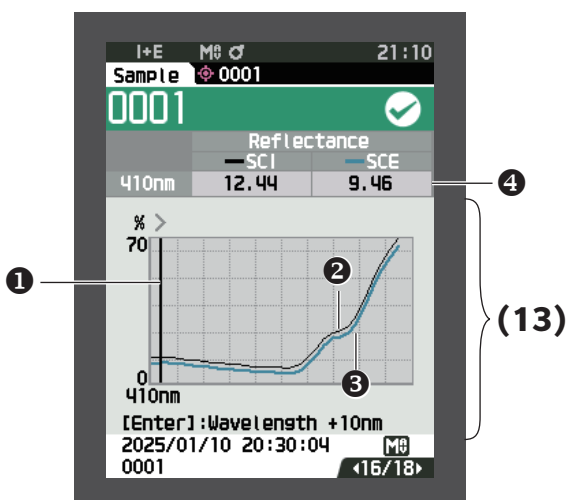 I+E M 21:10
Sample 0001
0001
Reflectance
SCI SCE
410nm 12.44 9.46
❹
% >
70
❶
❷
(13)
❸
0
410nm
[Enter]:Wavelength +10nm
2025/01/10 20:30:04 M
0001 16/18